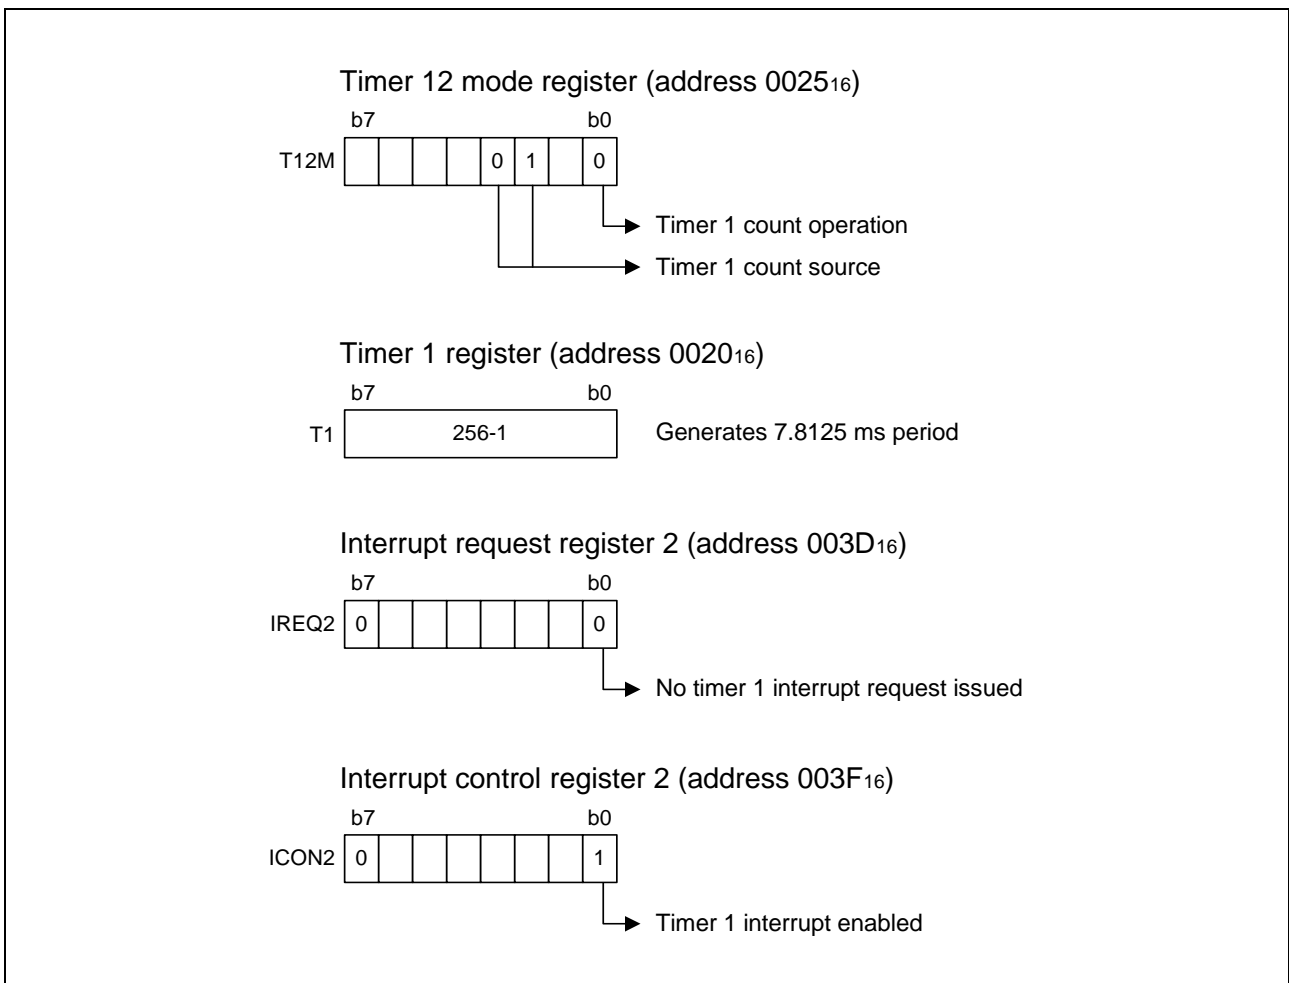 Timer 12 mode register (address 0025₁₆)
b7 b0
T12M 0 1 0
Timer 1 count operation
Timer 1 count source
Timer 1 register (address 0020₁₆)
b7 b0
T1 256-1 Generates 7.8125 ms period
Interrupt request register 2 (address 003D₁₆)
b7 b0
IREQ2 0 0
No timer 1 interrupt request issued
Interrupt control register 2 (address 003F₁₆)
b7 b0
ICON2 0 1
Timer 1 interrupt enabled